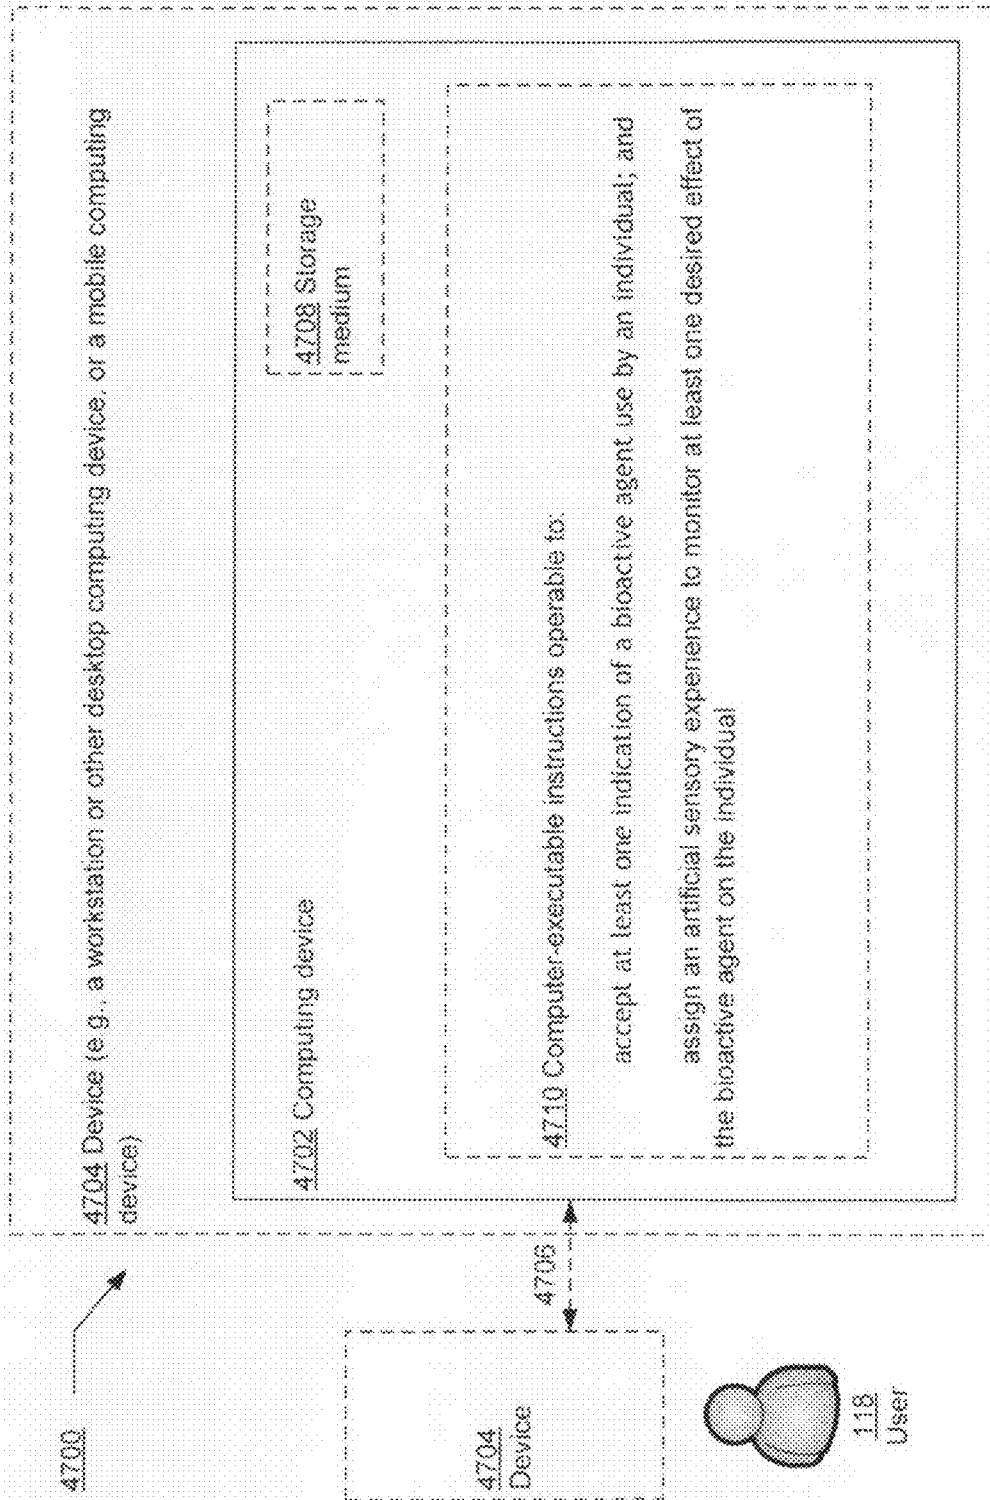 4700
4704 Device (e.g., a workstation or other desktop computing device, or a mobile computing
device)
4702 Computing device
4708 Storage
medium
4710 Computer-executable instructions operable to:
accept at least one indication of a bioactive agent use by an individual; and
assign an artificial sensory experience to monitor at least one desired effect of
the bioactive agent on the individual
4706
4704
Device
118
User